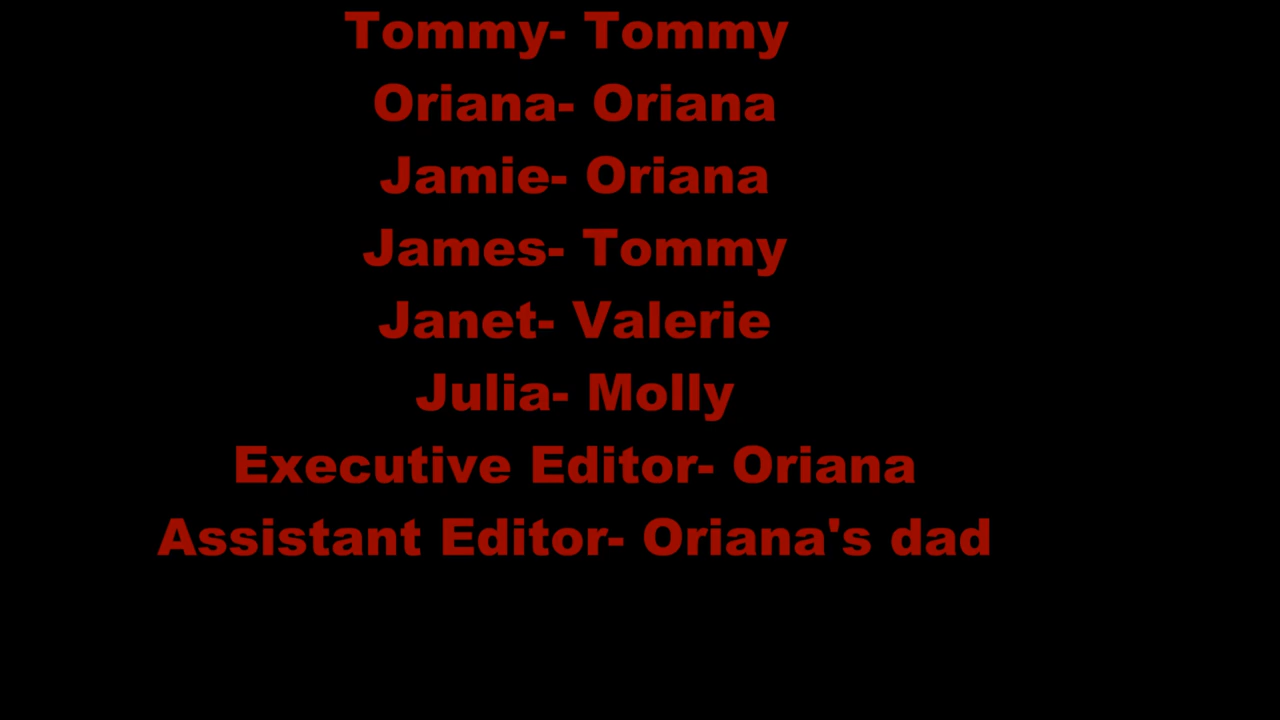 Tommy- Tommy
Oriana- Oriana
Jamie- Oriana
James- Tommy
Janet- Valerie
Julia- Molly
Executive Editor- Oriana
Assistant Editor- Oriana's dad